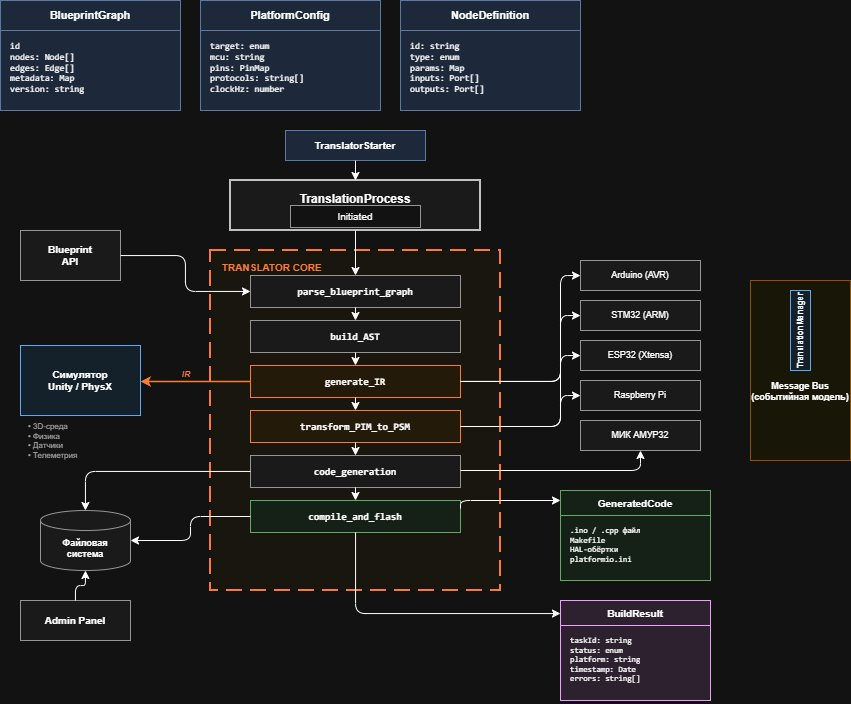 BlueprintGraph
id
nodes: Node[]
edges: Edge[]
metadata: Map
version: string
PlatformConfig
target: enum
mcu: string
pins: PinMap
protocols: string[]
clockHz: number
NodeDefinition
id: string
type: enum
params: Map
inputs: Port[]
outputs: Port[]
TranslatorStarter
TranslationProcess
Initiated
Blueprint
API
TRANSLATOR CORE
parse_blueprint_graph
build_AST
generate_IR
transform_PIM_to_PSM
code_generation
compile_and_flash
IR
Симулятор
Unity / PhysX
• 3D-среда
• Физика
• Датчики
• Телеметрия
Файловая
система
Admin Panel
Arduino (AVR)
STM32 (ARM)
ESP32 (Xtensa)
Raspberry Pi
МИК АМУР32
TranslationManager
Message Bus
(событийная модель)
GeneratedCode
.ino / .cpp файл
Makefile
HAL-обёртки
platformio.ini
BuildResult
taskId: string
status: enum
platform: string
timestamp: Date
errors: string[]